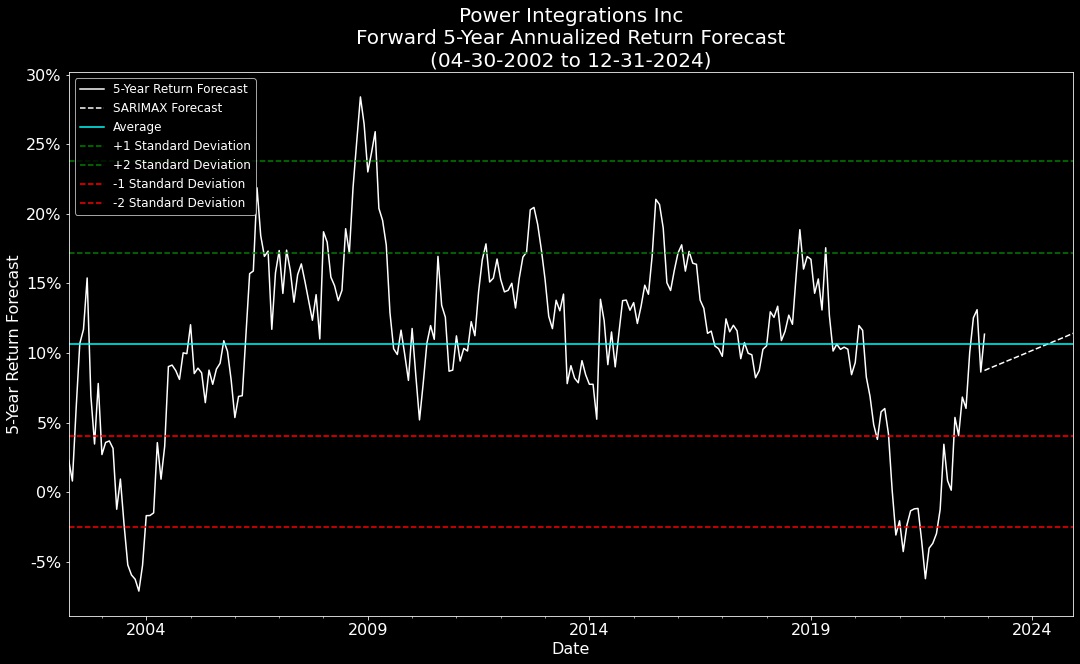 Power Integrations Inc
Forward 5-Year Annualized Return Forecast
(04-30-2002 to 12-31-2024)
30%
25%
20%
15%
10%
5%
0%
-5%
5-Year Return Forecast
5-Year Return Forecast
SARIMAX Forecast
Average
+1 Standard Deviation
+2 Standard Deviation
-1 Standard Deviation
-2 Standard Deviation
2004
2009
2014
2019
2024
Date